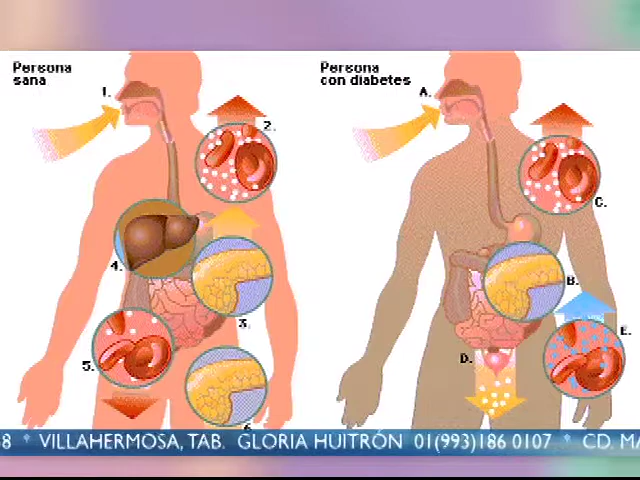 Persona
sana
Persona
con diabetes
1.
A.
2.
C.
4.
3.
B.
5.
D.
E.
8 * VILLAHERMOSA, TAB. GLORIA HUITRÓN 01(993)186 0107 * CD. MA